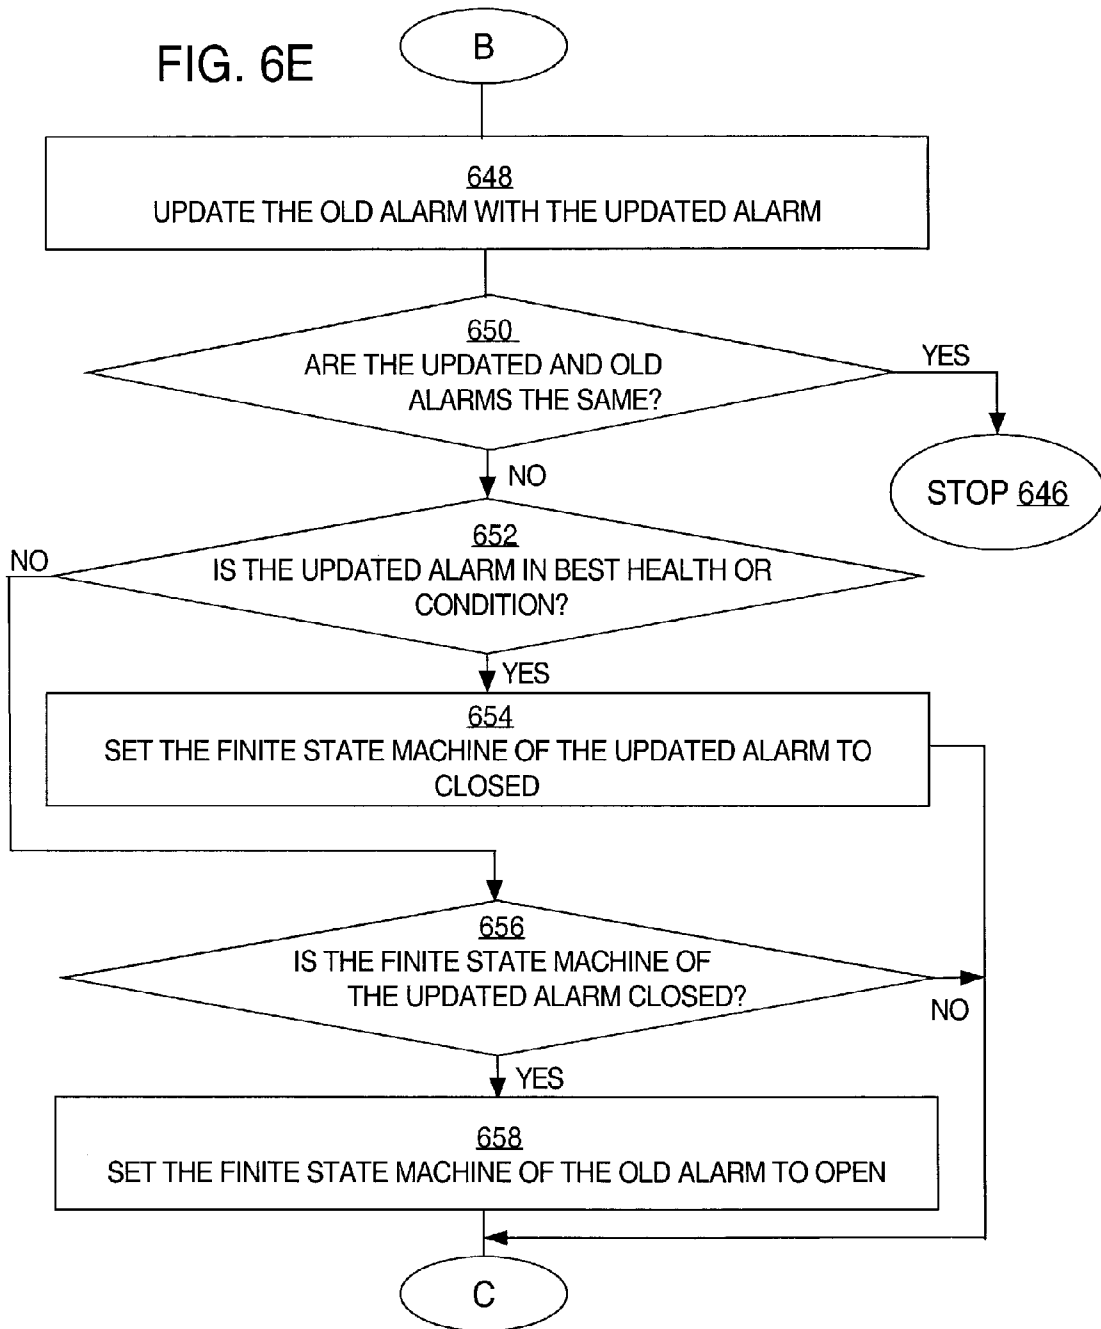 B
FIG. 6E
648
UPDATE THE OLD ALARM WITH THE UPDATED ALARM
650
ARE THE UPDATED AND OLD
ALARMS THE SAME?
YES
STOP 646
NO
652
IS THE UPDATED ALARM IN BEST HEALTH OR
CONDITION?
NO
YES
654
SET THE FINITE STATE MACHINE OF THE UPDATED ALARM TO
CLOSED
656
IS THE FINITE STATE MACHINE OF
THE UPDATED ALARM CLOSED?
NO
YES
658
SET THE FINITE STATE MACHINE OF THE OLD ALARM TO OPEN
C